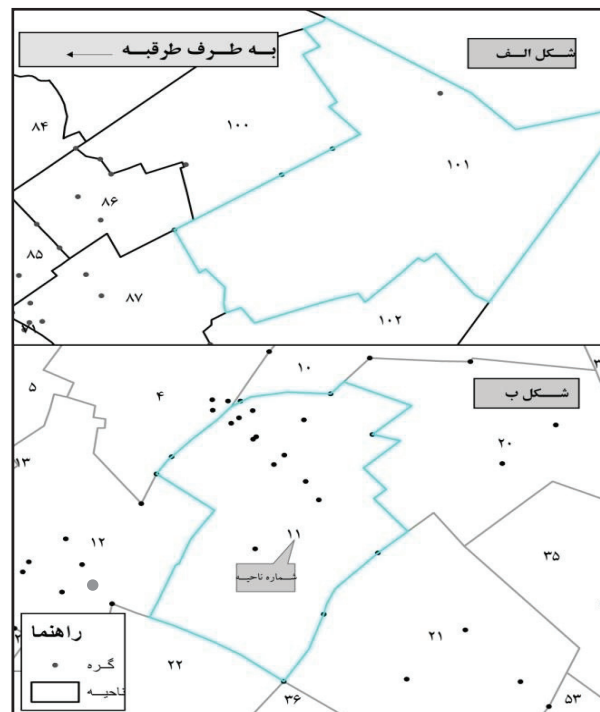 به طرف طرقبه
شکل الف
۸۴
۱۰۰
۱۰۱
۸۶
۸۵
۸۷
۱۰۲
شکل ب
۱۰
۵
۴
۲۰
۱۳
۱۲
۱۱
شماره ناحیه
۳۵
۲۱
۲۲
۳۶
۵۳
راهنما
گره
ناحیه